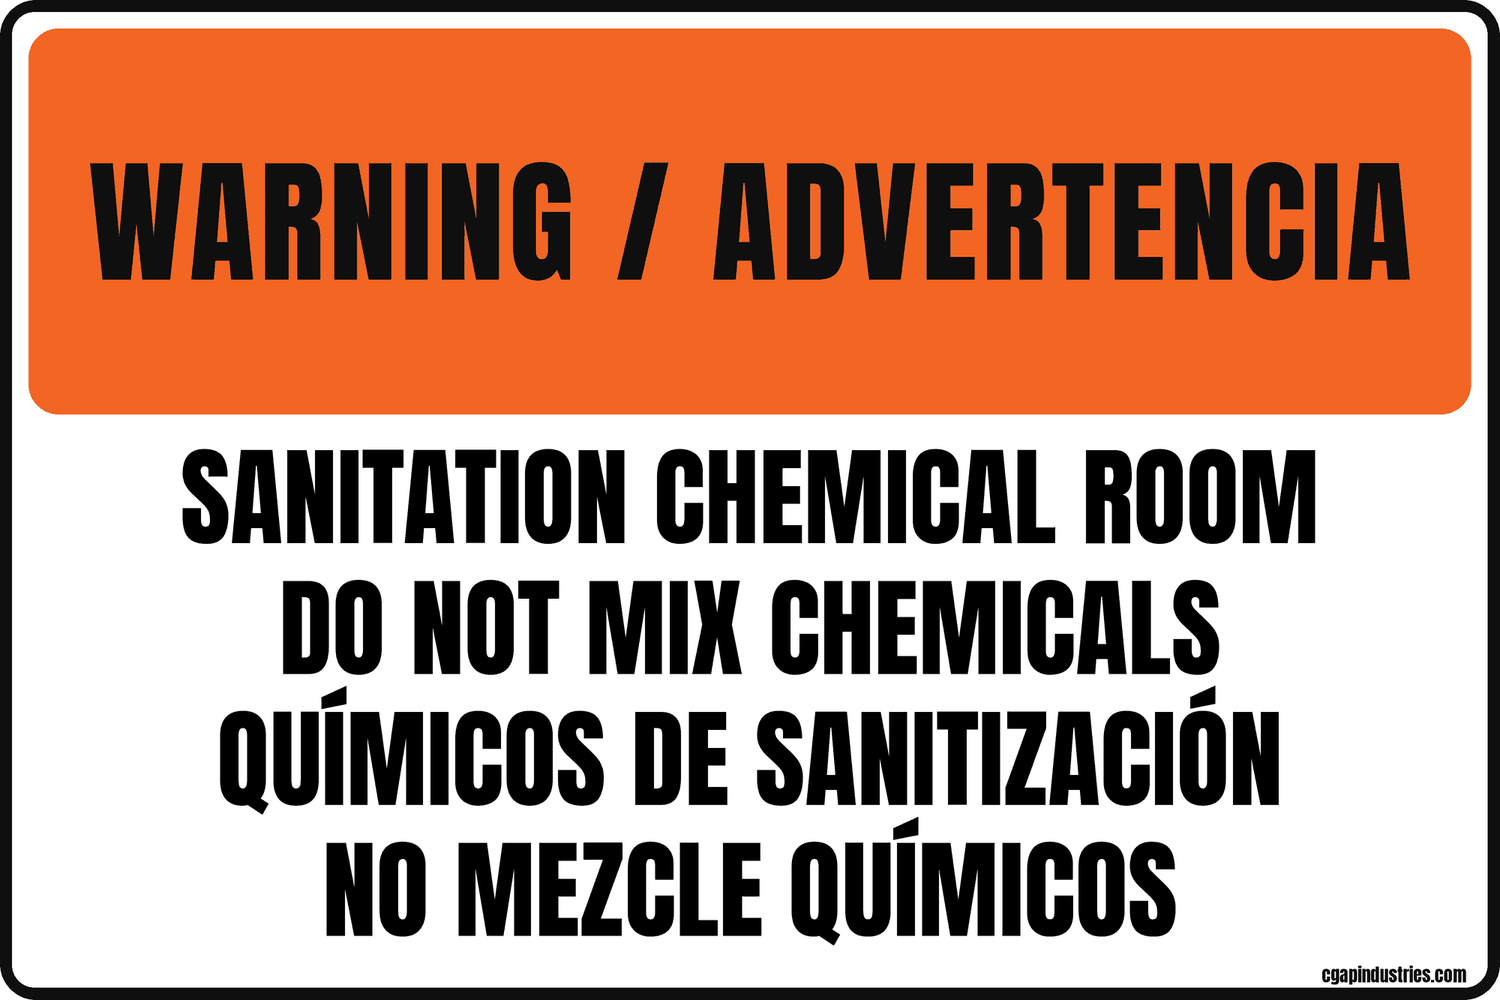 WARNING / ADVERTENCIA
SANITATION CHEMICAL ROOM
DO NOT MIX CHEMICALS
QUÍMICOS DE SANITIZACIÓN
NO MEZCLE QUÍMICOS
cgapindustries.com